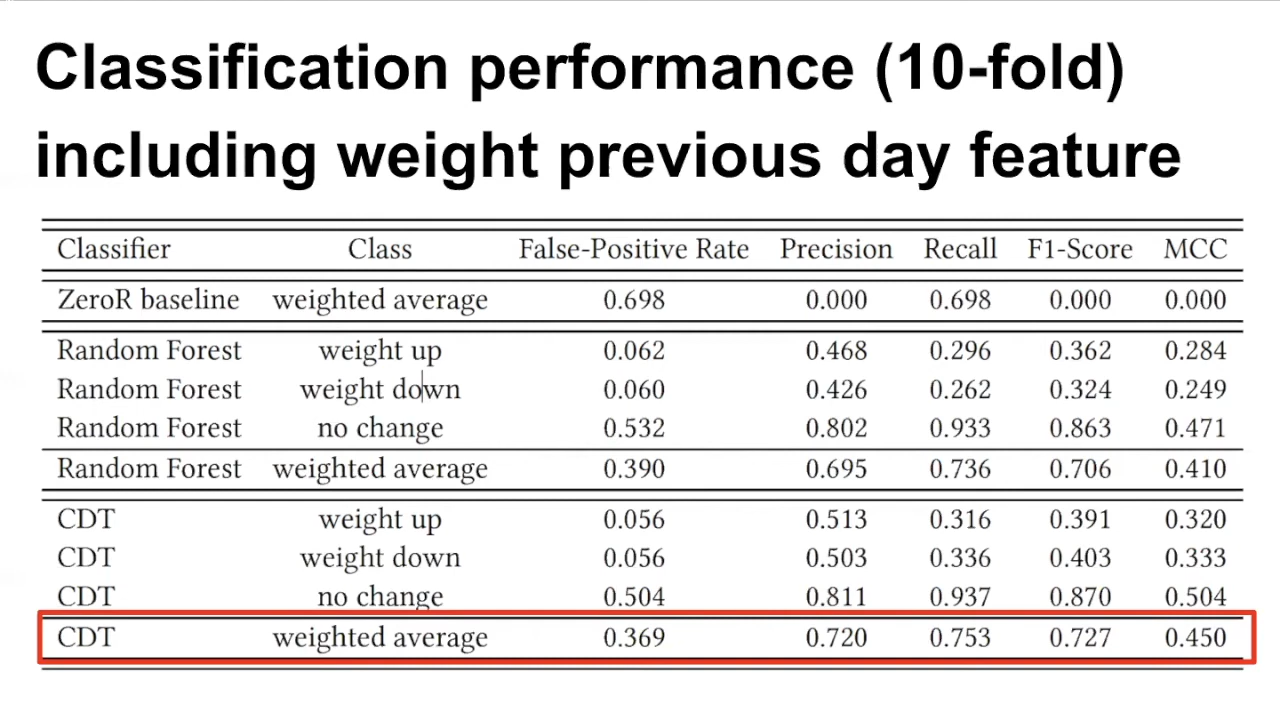 Classification performance (10-fold)
including weight previous day feature
Classifier Class False-Positive Rate Precision Recall F1-Score MCC
ZeroR baseline weighted average 0.698 0.000 0.698 0.000 0.000
Random Forest weight up 0.062 0.468 0.296 0.362 0.284
Random Forest weight down 0.060 0.426 0.262 0.324 0.249
Random Forest no change 0.532 0.802 0.933 0.863 0.471
Random Forest weighted average 0.390 0.695 0.736 0.706 0.410
CDT weight up 0.056 0.513 0.316 0.391 0.320
CDT weight down 0.056 0.503 0.336 0.403 0.333
CDT no change 0.504 0.811 0.937 0.870 0.504
CDT weighted average 0.369 0.720 0.753 0.727 0.450